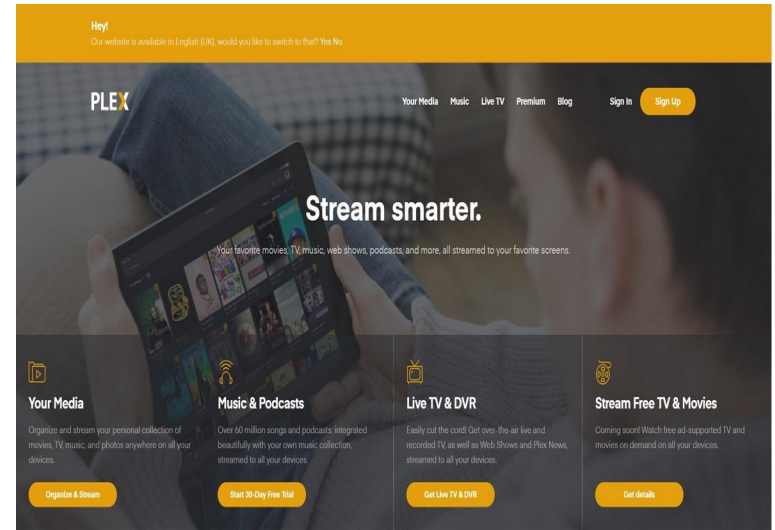 Hey!
Our website is available in English (UK), would you like to switch to that? Yes No
PLEX
Your Media Music Live TV Premium Blog Sign In Sign Up
Stream smarter.
Your favorite movies, TV, music, web shows, podcasts, and more, all streamed to your favorite screens.
Your Media
Organize and stream your personal collection of
movies, TV, music, and photos anywhere on all your
devices.
Organize & Stream
Music & Podcasts
Over 60 million songs and podcasts, integrated
beautifully with your own music collection,
streamed to all your devices.
Start 30-Day Free Trial
Live TV & DVR
Easily cut the cord! Get over-the-air live and
recorded TV, as well as Web Shows and Plex News,
streamed to all your devices.
Get Live TV & DVR
Stream Free TV & Movies
Coming soon! Watch free ad-supported TV and
movies on demand on all your devices.
Get details